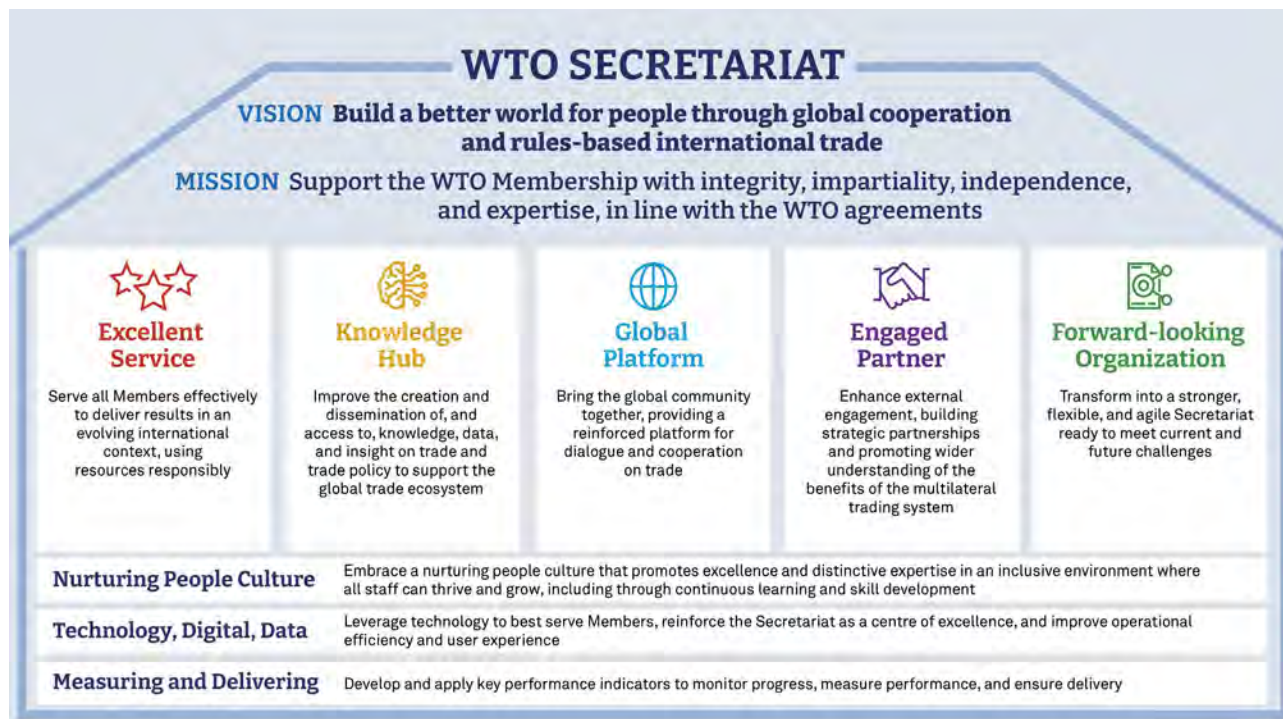 WTO SECRETARIAT
VISION Build a better world for people through global cooperation
and rules-based international trade
MISSION Support the WTO Membership with integrity, impartiality, independence,
and expertise, in line with the WTO agreements
Excellent
Service
Serve all Members effectively
to deliver results in an
evolving international
context, using
resources responsibly
Knowledge
Hub
Improve the creation and
dissemination of, and
access to, knowledge, data,
and insight on trade and
trade policy to support the
global trade ecosystem
Global
Platform
Bring the global community
together, providing a
reinforced platform for
dialogue and cooperation
on trade
Engaged
Partner
Enhance external
engagement, building
strategic partnerships
and promoting wider
understanding of the
benefits of the multilateral
trading system
Forward-looking
Organization
Transform into a stronger,
flexible, and agile Secretariat
ready to meet current and
future challenges
Nurturing People Culture
Embrace a nurturing people culture that promotes excellence and distinctive expertise in an inclusive environment where
all staff can thrive and grow, including through continuous learning and skill development
Technology, Digital, Data
Leverage technology to best serve Members, reinforce the Secretariat as a centre of excellence, and improve operational
efficiency and user experience
Measuring and Delivering
Develop and apply key performance indicators to monitor progress, measure performance, and ensure delivery